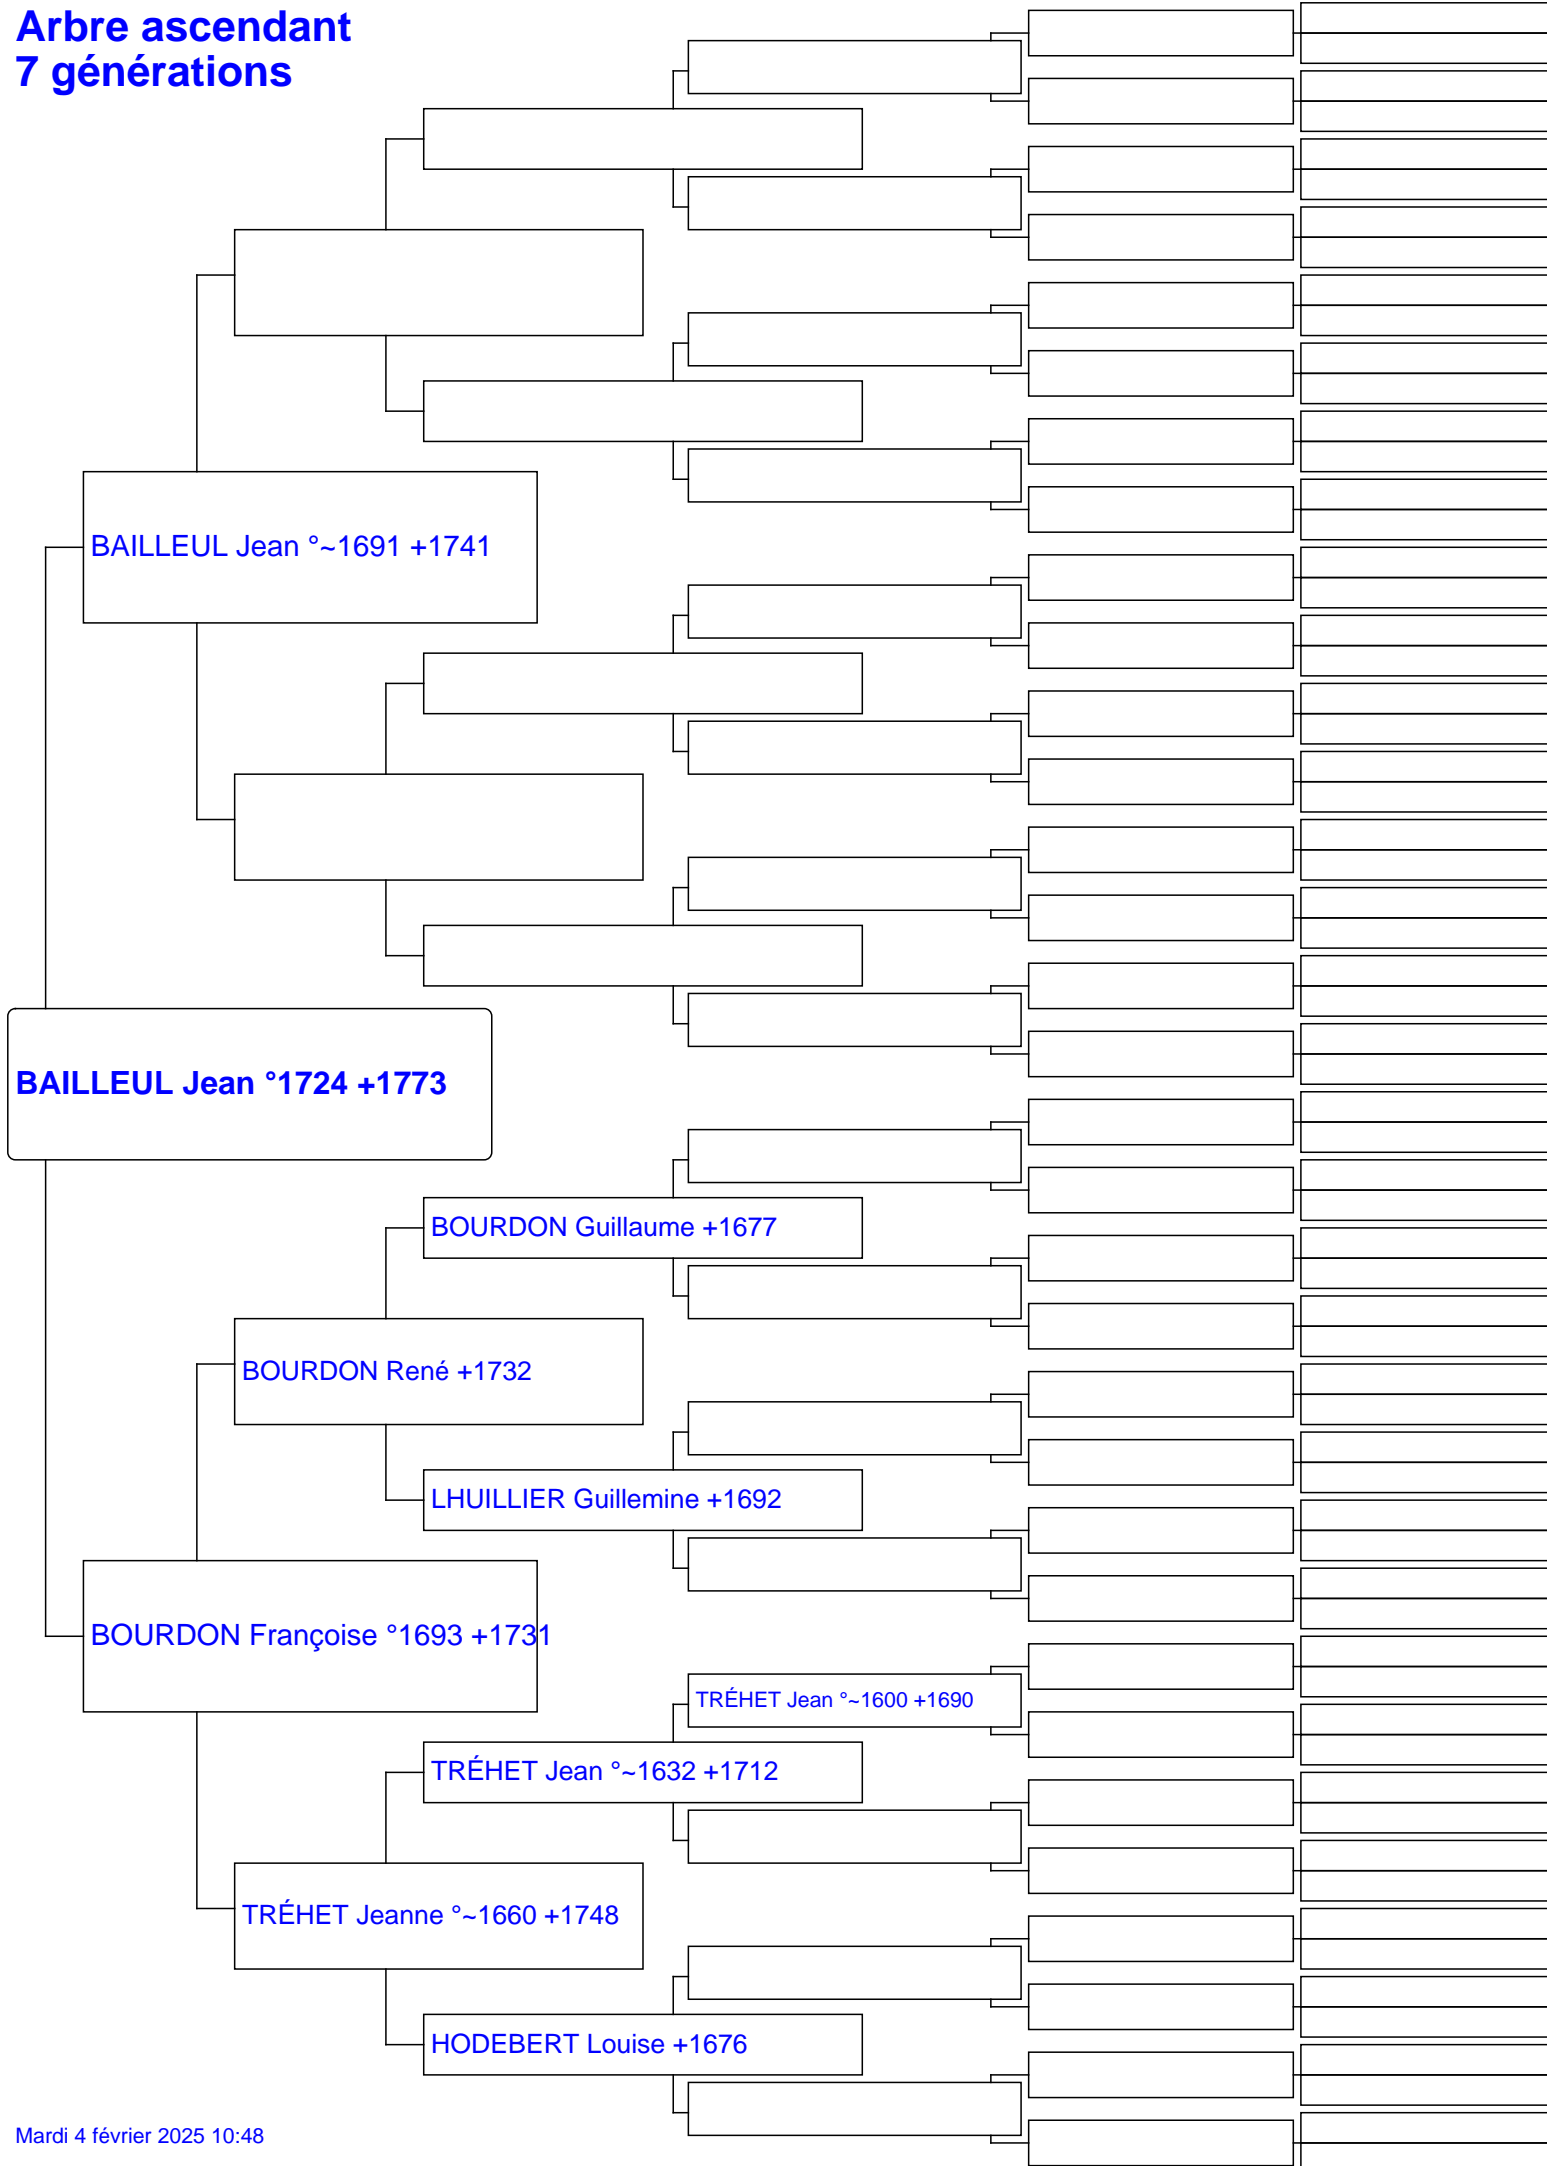 Arbre ascendant
7 générations
BAILLEUL Jean °~1691 +1741
BAILLEUL Jean °1724 +1773
BOURDON Guillaume +1677
BOURDON René +1732
LHUILLIER Guillemine +1692
BOURDON Françoise °1693 +1731
TRÉHET Jean °~1600 +1690
TRÉHET Jean °~1632 +1712
TRÉHET Jeanne °~1660 +1748
HODEBERT Louise +1676
Mardi 4 février 2025 10:48